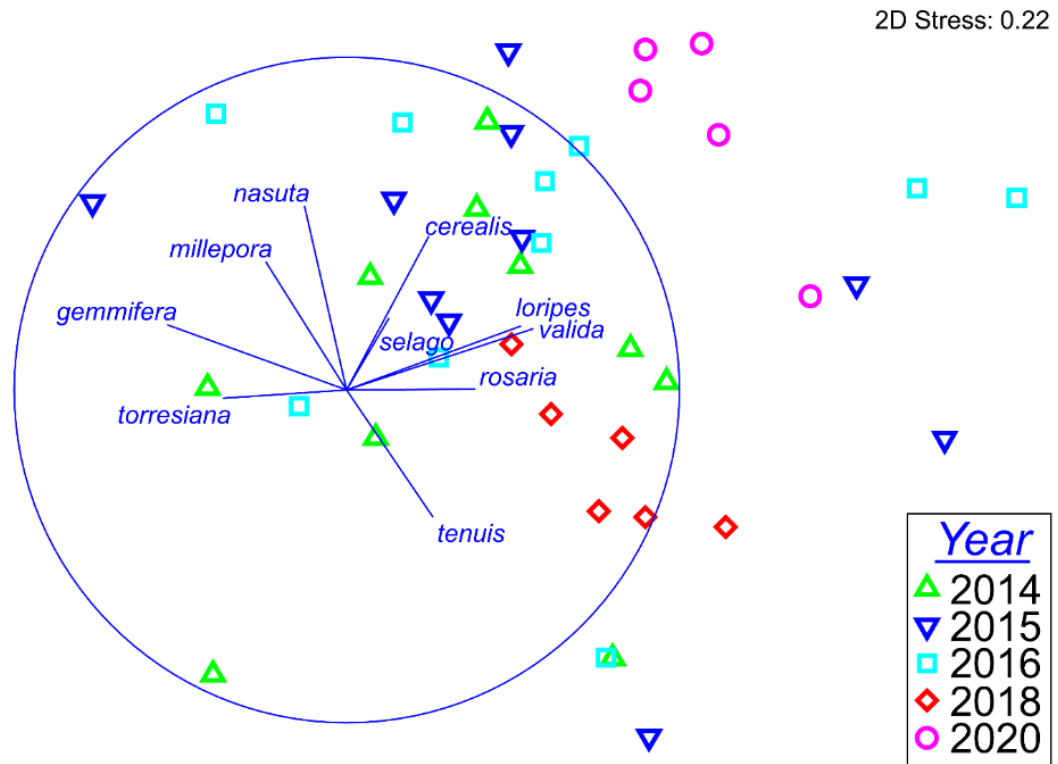 2D Stress: 0.22
nasuta
cerealis
millepora
gemmifera
loripes
valida
selago
rosaria
torresiana
tenuis
Year
2014
2015
2016
2018
2020